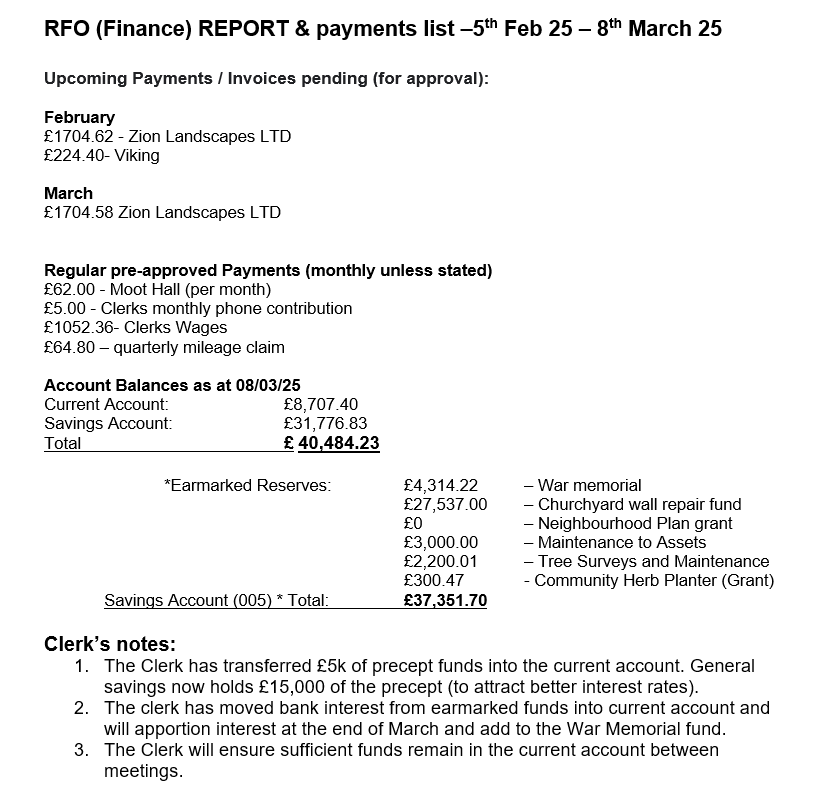 RFO (Finance) REPORT & payments list –5th Feb 25 – 8th March 25
Upcoming Payments / Invoices pending (for approval):
February
£1704.62 - Zion Landscapes LTD
£224.40- Viking
March
£1704.58 Zion Landscapes LTD
Regular pre-approved Payments (monthly unless stated)
£62.00 - Moot Hall (per month)
£5.00 - Clerks monthly phone contribution
£1052.36- Clerks Wages
£64.80 – quarterly mileage claim
Account Balances as at 08/03/25
Current Account: £8,707.40
Savings Account: £31,776.83
Total £ 40,484.23
*Earmarked Reserves: £4,314.22 – War memorial
£27,537.00 – Churchyard wall repair fund
£0 – Neighbourhood Plan grant
£3,000.00 – Maintenance to Assets
£2,200.01 – Tree Surveys and Maintenance
£300.47 - Community Herb Planter (Grant)
Savings Account (005) * Total: £37,351.70
Clerk’s notes:
1. The Clerk has transferred £5k of precept funds into the current account. General
savings now holds £15,000 of the precept (to attract better interest rates).
2. The clerk has moved bank interest from earmarked funds into current account and
will apportion interest at the end of March and add to the War Memorial fund.
3. The Clerk will ensure sufficient funds remain in the current account between
meetings.